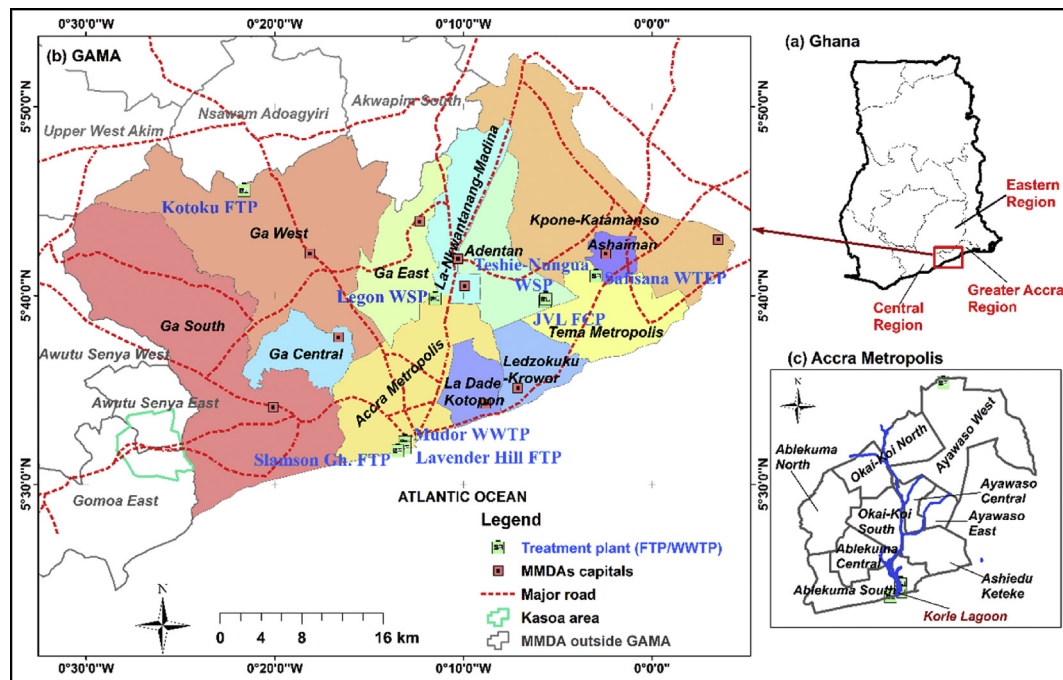 0°30'0"W
0°20'0"W
0°10'0"W
0°0'0"
(b) GAMA
(a) Ghana
5°50'0"N
5°50'0"N
Akwapim South
Nsawam Adoagyiri
Upper West Akim
Kotoku FTP
Ga West
La-Nkwantanang-Madina
Kpone-Katamanso
Adentan
Ashaiman
Teshie-Nungua
WSP
Sansana WTEP
Ga East
Legon WSP
JVL FCP
5°40'0"N
5°40'0"N
Tema Metropolis
Ga South
Ga Central
Awutu Senya West
Accra Metropolis
Ledzokuku
-Krowor
La Dade
Kotopon
Awutu Senya East
Mudor WWTP
Slamson Gh. FTP
Lavender Hill FTP
Gomoa East
5°30'0"N
5°30'0"N
ATLANTIC OCEAN
Legend
Treatment plant (FTP/WWTP)
MMDAs capitals
Major road
Kasoa area
MMDA outside GAMA
N
0 4 8 16 km
0°30'0"W
0°20'0"W
0°10'0"W
0°0'0"
Eastern
Region
Greater Accra
Region
Central
Region
(c) Accra Metropolis
N
Ablekuma
North
Okai-Koi North
Ayawaso West
Ayawaso
Central
Okai-Koi
South
Ayawaso
East
Ablekuma
Central
Ablekuma South
Ashiedu
Keteke
Korle Lagoon